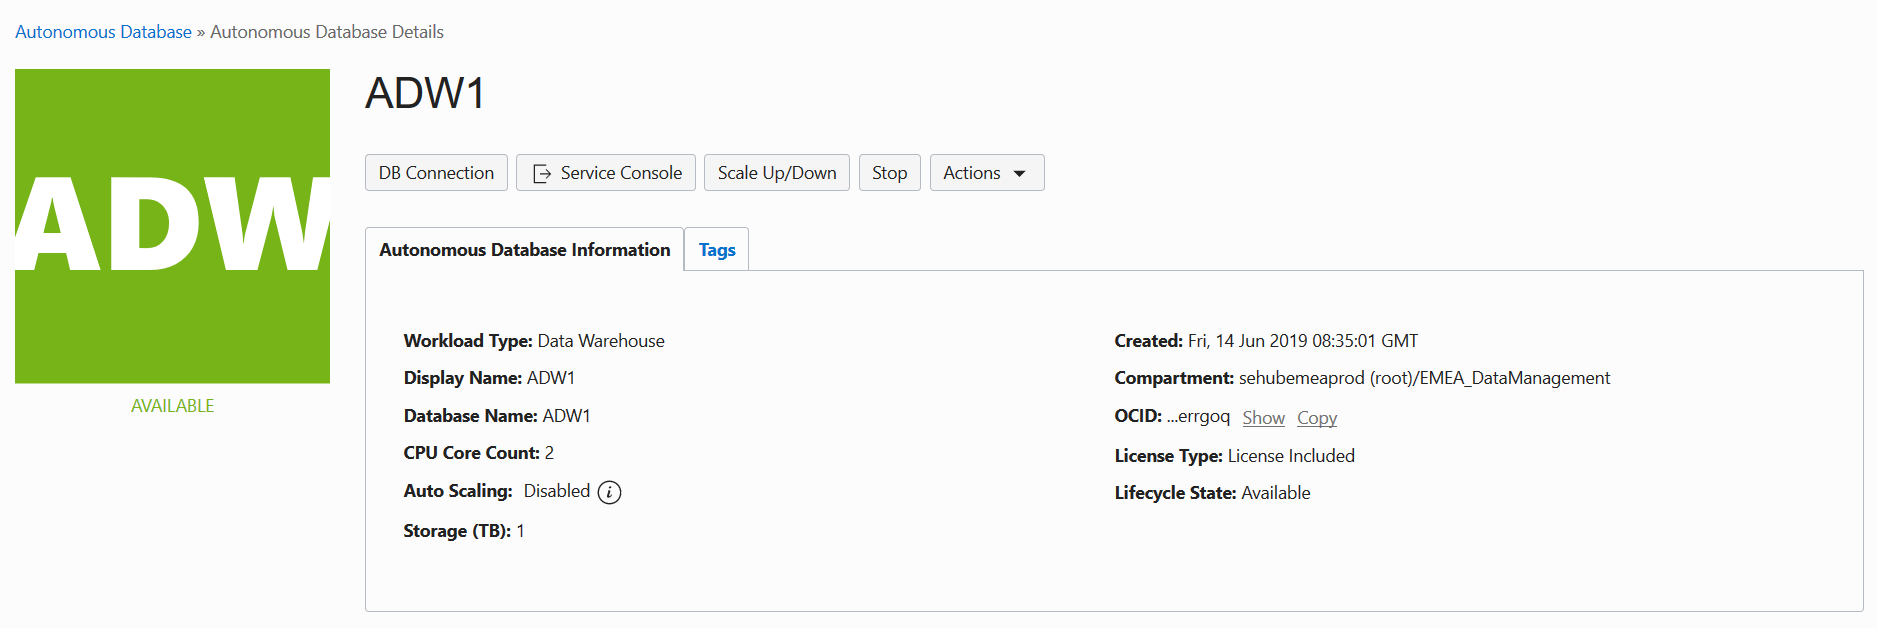 Autonomous Database » Autonomous Database Details
ADW
AVAILABLE
ADW1
DB Connection Service Console Scale Up/Down Stop Actions
Autonomous Database Information Tags
Workload Type: Data Warehouse
Display Name: ADW1
Database Name: ADW1
CPU Core Count: 2
Auto Scaling: Disabled i
Storage (TB): 1
Created: Fri, 14 Jun 2019 08:35:01 GMT
Compartment: sehubemeaprod (root)/EMEA_DataManagement
OCID: ...errgoq Show Copy
License Type: License Included
Lifecycle State: Available